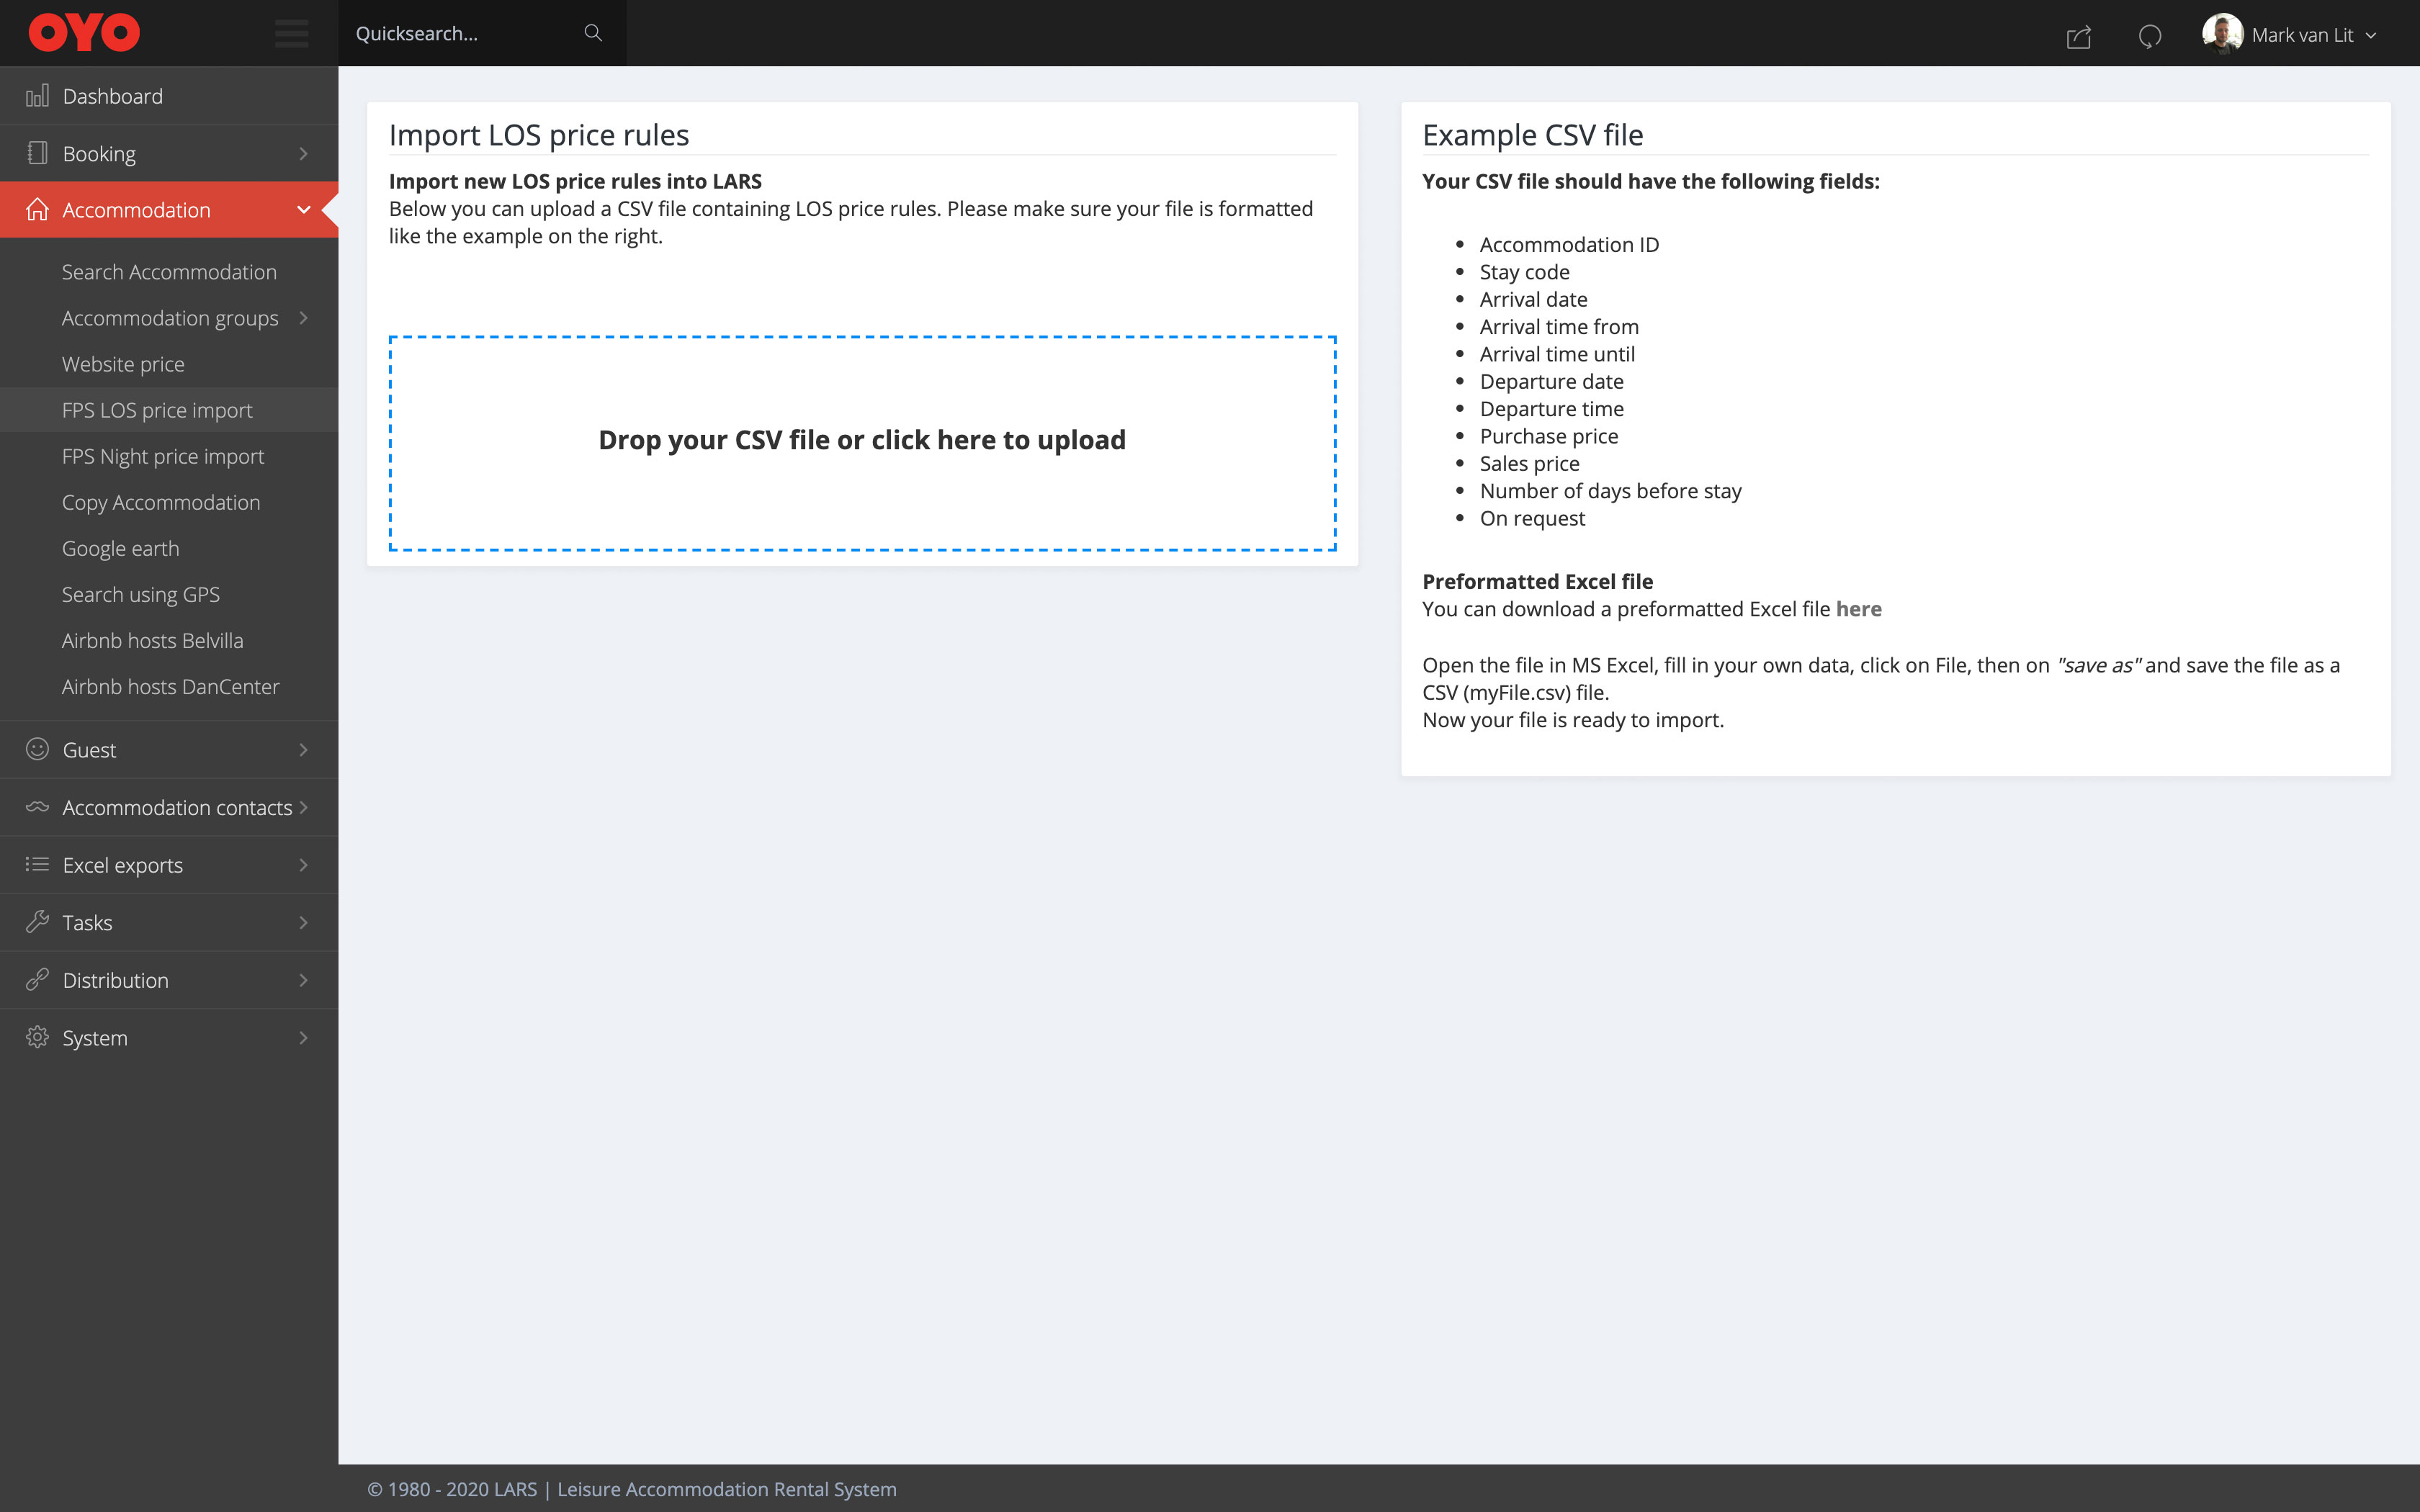 OYO
Quicksearch...
Mark van Lit
Dashboard
Booking
Accommodation
Search Accommodation
Accommodation groups
Website price
FPS LOS price import
FPS Night price import
Copy Accommodation
Google earth
Search using GPS
Airbnb hosts Belvilla
Airbnb hosts DanCenter
Guest
Accommodation contacts
Excel exports
Tasks
Distribution
System
Import LOS price rules
Import new LOS price rules into LARS
Below you can upload a CSV file containing LOS price rules. Please make sure your file is formatted
like the example on the right.
Drop your CSV file or click here to upload
Example CSV file
Your CSV file should have the following fields:
• Accommodation ID
• Stay code
• Arrival date
• Arrival time from
• Arrival time until
• Departure date
• Departure time
• Purchase price
• Sales price
• Number of days before stay
• On request
Preformatted Excel file
You can download a preformatted Excel file here
Open the file in MS Excel, fill in your own data, click on File, then on "save as" and save the file as a
CSV (myFile.csv) file.
Now your file is ready to import.
© 1980 - 2020 LARS | Leisure Accommodation Rental System